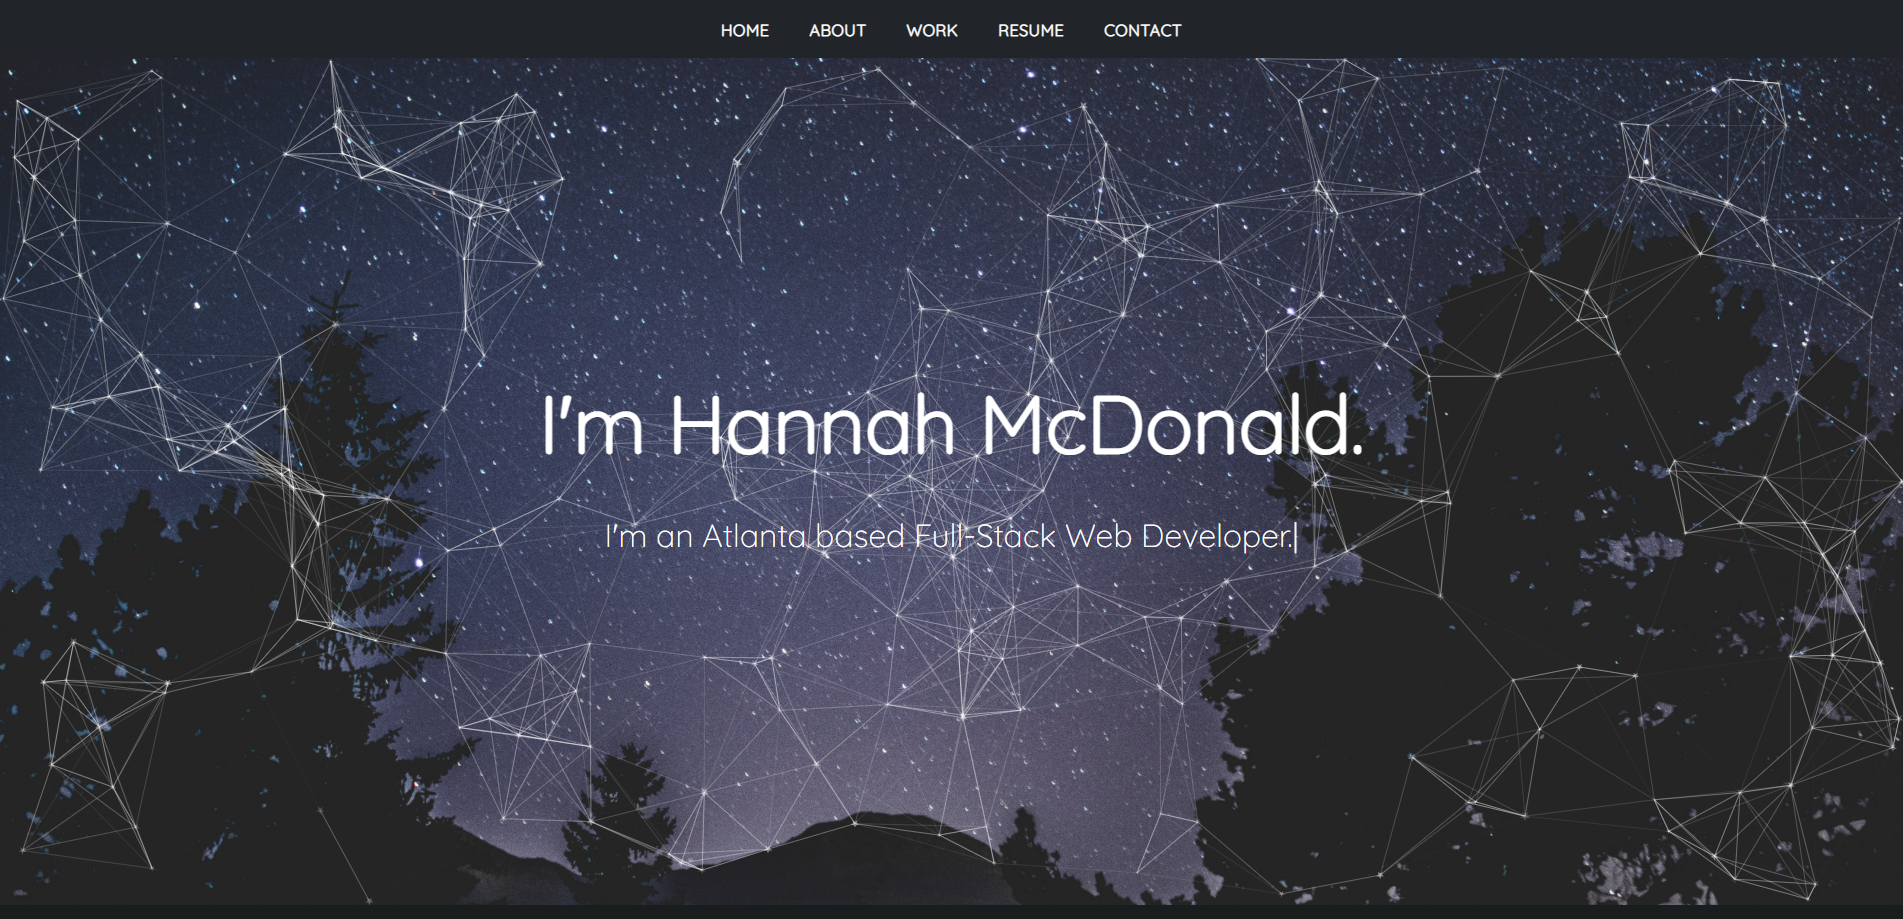 HOME ABOUT WORK RESUME CONTACT
I'm Hannah McDonald.
I'm an Atlanta based Full-Stack Web Developer.|